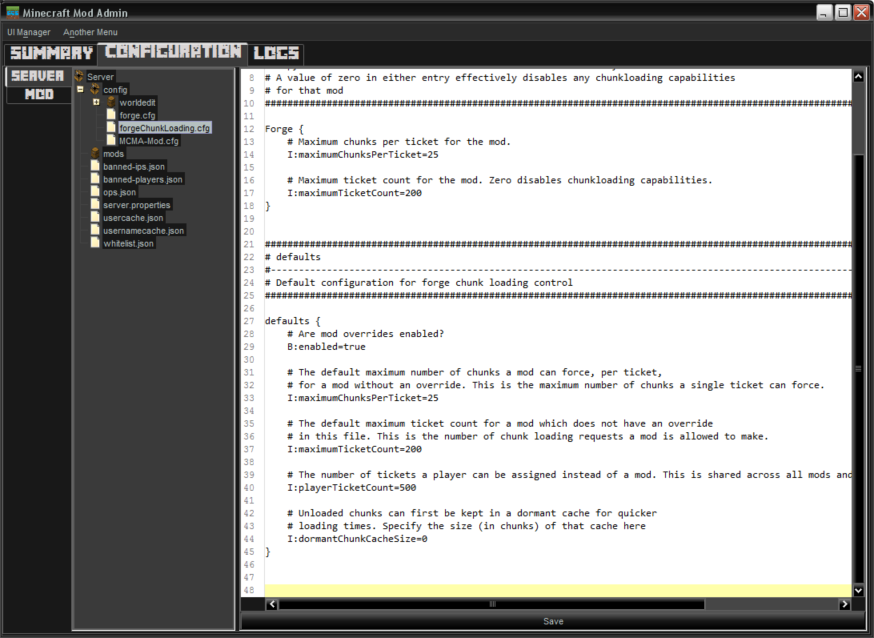 Minecraft Mod Admin
UI Manager Another Menu
SUMMARY CONFIGURATION LOGS
SERVER
MOD
Server
config
worldedit
forge.cfg
forgeChunkLoading.cfg
MCMA-Mod.cfg
mods
banned-ips.json
banned-players.json
ops.json
server.properties
usercache.json
usernamecache.json
whitelist.json
8 # A value of zero in either entry effectively disables any chunkloading capabilities
9 # for that mod
10 ##########################################################################################################
11
12 Forge {
13 # Maximum chunks per ticket for the mod.
14 I:maximumChunksPerTicket=25
15
16 # Maximum ticket count for the mod. Zero disables chunkloading capabilities.
17 I:maximumTicketCount=200
18 }
19
20
21 ##########################################################################################################
22 # defaults
23 #---------------------------------------------------------------------------------------------------------
24 # Default configuration for forge chunk loading control
25 ##########################################################################################################
26
27 defaults {
28 # Are mod overrides enabled?
29 B:enabled=true
30
31 # The default maximum number of chunks a mod can force, per ticket,
32 # for a mod without an override. This is the maximum number of chunks a single ticket can force.
33 I:maximumChunksPerTicket=25
34
35 # The default maximum ticket count for a mod which does not have an override
36 # in this file. This is the number of chunk loading requests a mod is allowed to make.
37 I:maximumTicketCount=200
38
39 # The number of tickets a player can be assigned instead of a mod. This is shared across all mods and
40 I:playerTicketCount=500
41
42 # Unloaded chunks can first be kept in a dormant cache for quicker
43 # loading times. Specify the size (in chunks) of that cache here
44 I:dormantChunkCacheSize=0
45 }
46
47
48
Save